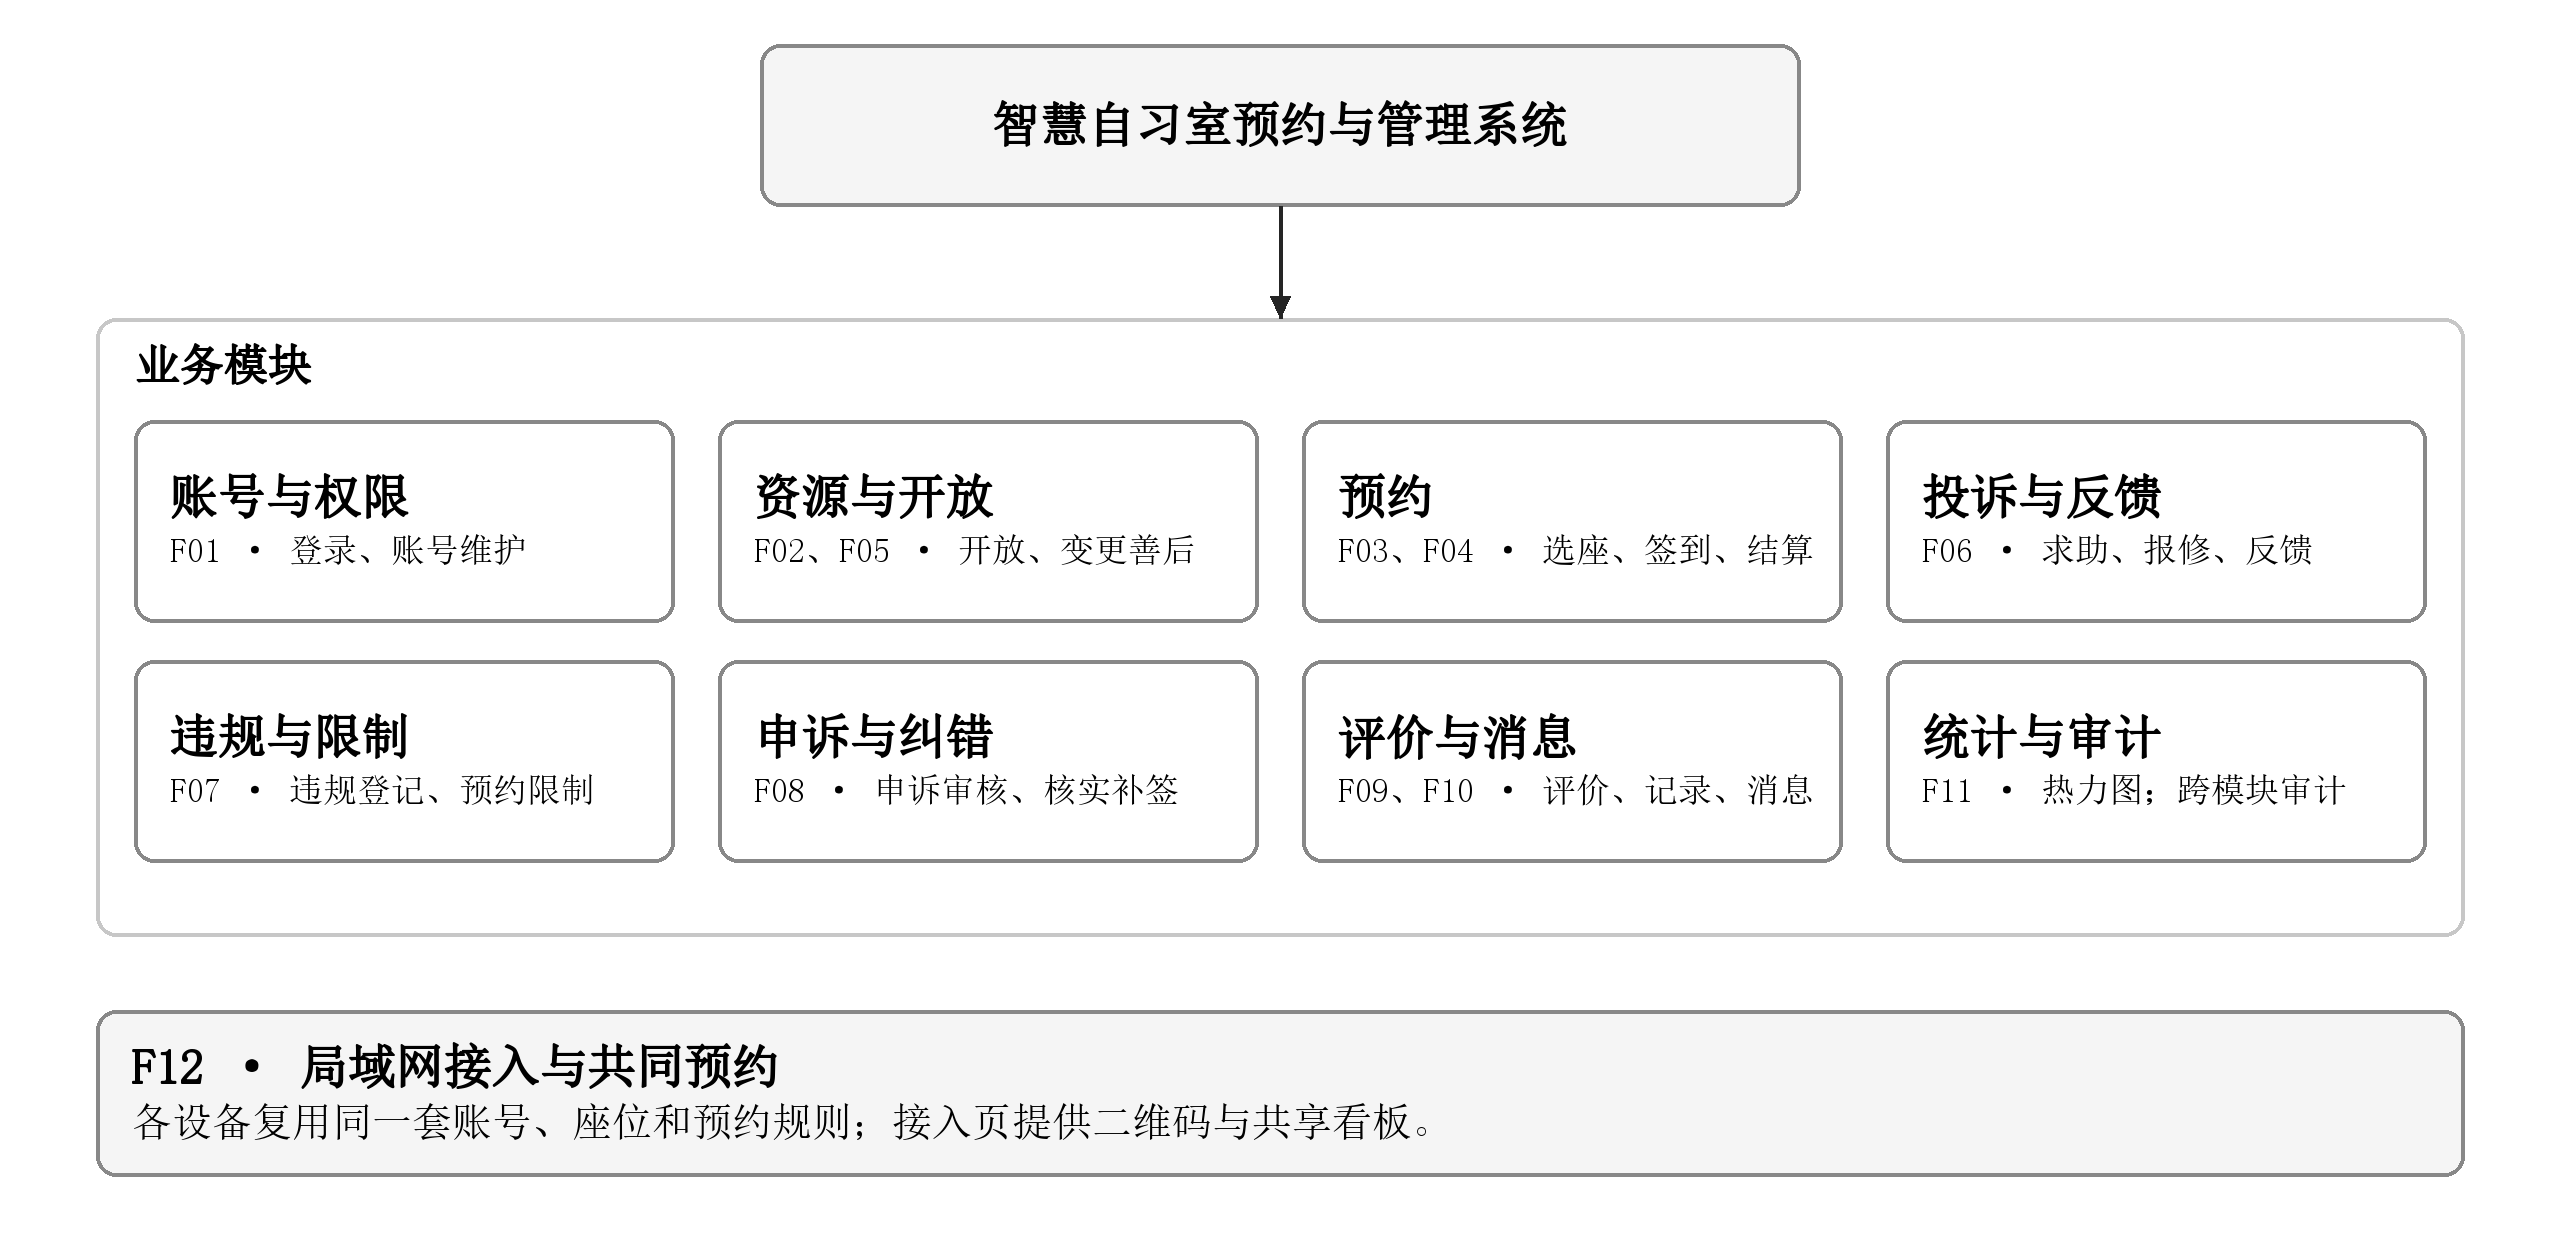 智慧自习室预约与管理系统
业务模块
账号与权限
F01 • 登录、账号维护
资源与开放
F02、F05 • 开放、变更善后
预约
F03、F04 • 选座、签到、结算
投诉与反馈
F06 • 求助、报修、反馈
违规与限制
F07 • 违规登记、预约限制
申诉与纠错
F08 • 申诉审核、核实补签
评价与消息
F09、F10 • 评价、记录、消息
统计与审计
F11 • 热力图；跨模块审计
F12 • 局域网接入与共同预约
各设备复用同一套账号、座位和预约规则；接入页提供二维码与共享看板。